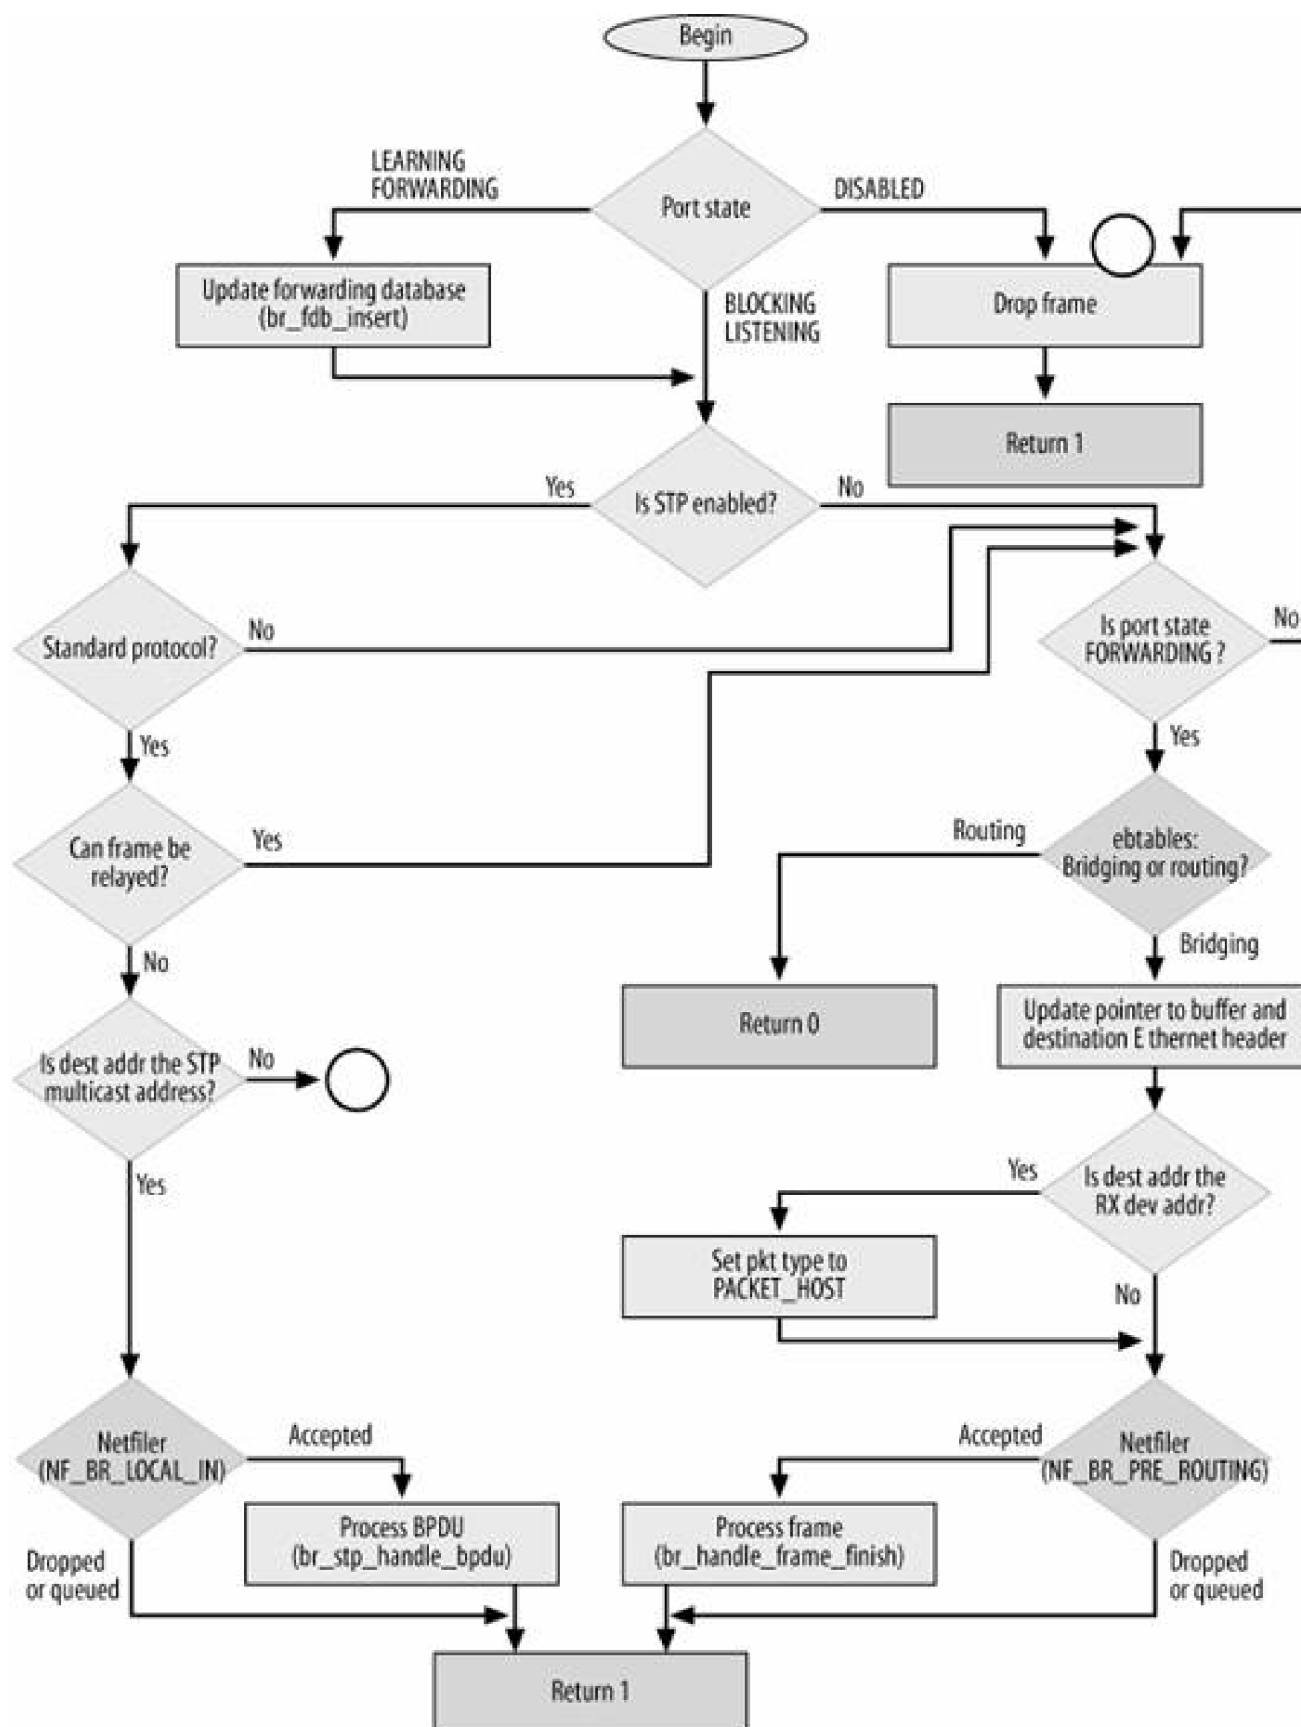 Begin
LEARNING
FORWARDING
Port state
DISABLED
Update forwarding database
(br_fdb_insert)
BLOCKING
LISTENING
Drop frame
Return 1
Yes
Is STP enabled?
No
Standard protocol?
No
Is port state
FORWARDING ?
No
Yes
Yes
Can frame be
relayed?
Yes
Routing
ebtables:
Bridging or routing?
No
Bridging
Return 0
Update pointer to buffer and
destination E thernet header
Is dest addr the STP
multicast address?
No
Yes
Yes
Is dest addr the
RX dev addr?
Set pkt type to
PACKET_HOST
No
Netfiler
(NF_BR_LOCAL_IN)
Accepted
Accepted
Netfiler
(NF_BR_PRE_ROUTING)
Process BPDU
(br_stp_handle_bpdu)
Process frame
(br_handle_frame_finish)
Dropped
or queued
Dropped
or queued
Return 1